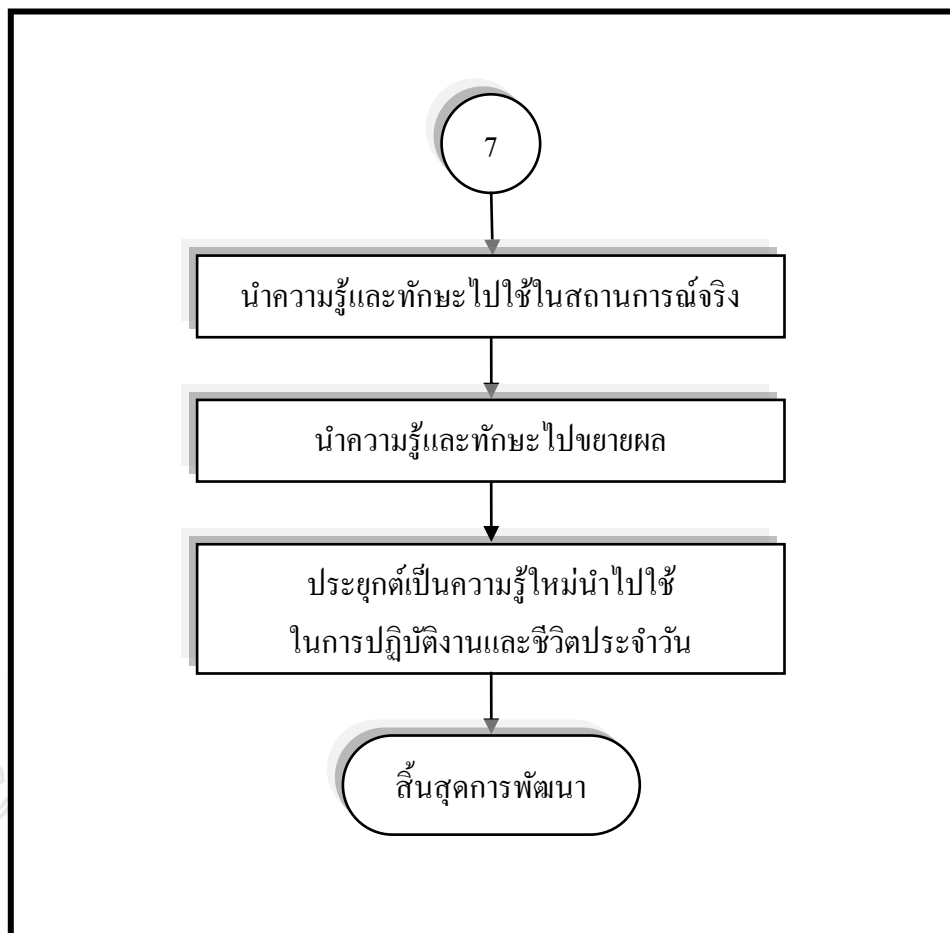 7
นำความรู้และทักษะไปใช้ในสถานการณ์จริง
นำความรู้และทักษะไปขยายผล
ประยุกต์เป็นความรู้ใหม่นำไปใช้
ในการปฏิบัติงานและชีวิตประจำวัน
สิ้นสุดการพัฒนา